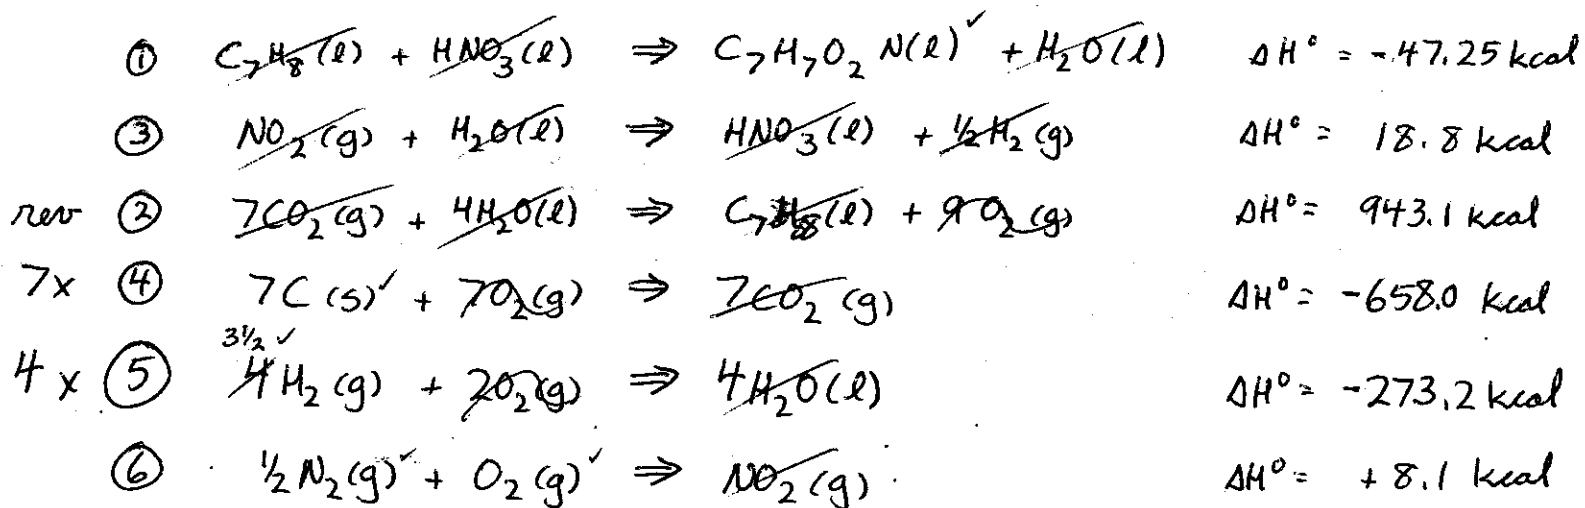 ① C₇H₈(l) + HNO₃(l) ⇒ C₇H₇O₂N(l)✓ + H₂O(l) ΔH° = -47.25 kcal
③ NO₂(g) + H₂O(l) ⇒ HNO₃(l) + ½H₂(g) ΔH° = 18.8 kcal
rev ② 7CO₂(g) + 4H₂O(l) ⇒ C₇H₈(l) + 9O₂(g) ΔH° = 943.1 kcal
7x ④ 7C(s)✓ + 7O₂(g) ⇒ 7CO₂(g) ΔH° = -658.0 kcal
3½ ✓
4x ⑤ 4H₂(g) + 2O₂(g) ⇒ 4H₂O(l) ΔH° = -273.2 kcal
⑥ ½N₂(g)✓ + O₂(g)✓ ⇒ NO₂(g) ΔH° = +8.1 kcal